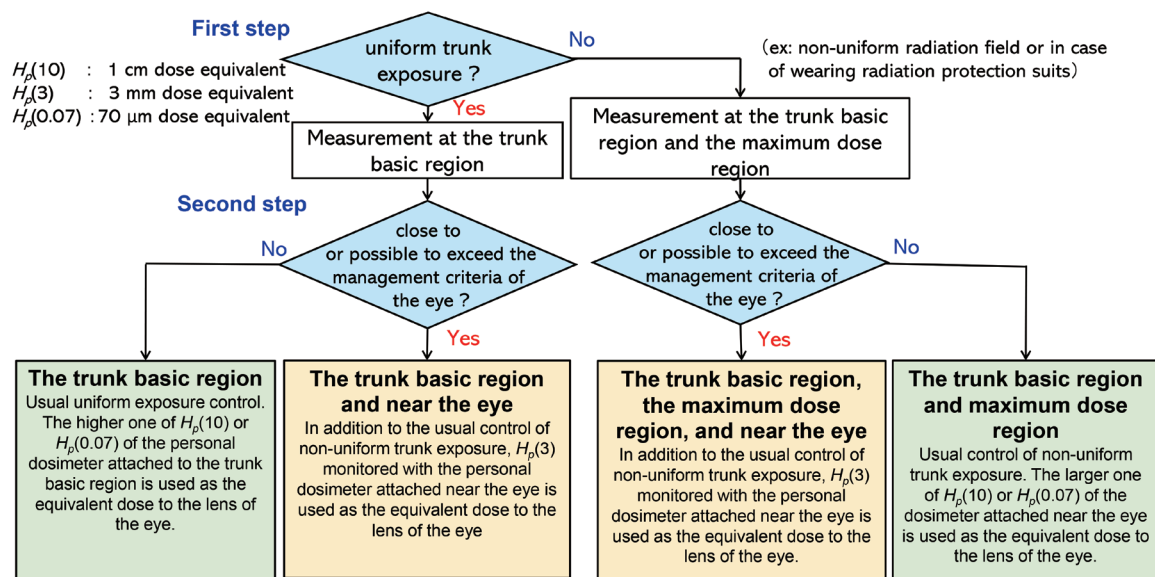 First step
uniform trunk
exposure ?
No
(ex: non-uniform radiation field or in case
of wearing radiation protection suits)
Hp(10) : 1 cm dose equivalent
Hp(3) : 3 mm dose equivalent
Hp(0.07) : 70 μm dose equivalent
Yes
Measurement at the trunk
basic region
Measurement at the trunk basic
region and the maximum dose
region
Second step
No
close to
or possible to exceed the
management criteria of
the eye ?
Yes
close to
or possible to exceed the
management criteria of
the eye ?
No
Yes
The trunk basic region
Usual uniform exposure control.
The higher one of Hp(10) or
Hp(0.07) of the personal
dosimeter attached to the trunk
basic region is used as the
equivalent dose to the lens of
the eye.
The trunk basic region
and near the eye
In addition to the usual control of
non-uniform trunk exposure, Hp(3)
monitored with the personal
dosimeter attached near the eye is
used as the equivalent dose to the
lens of the eye
The trunk basic region,
the maximum dose
region, and near the eye
In addition to the usual control of
non-uniform trunk exposure, Hp(3)
monitored with the personal
dosimeter attached near the eye is
used as the equivalent dose to the
lens of the eye.
The trunk basic region
and maximum dose
region
Usual control of non-uniform
trunk exposure. The larger one
of Hp(10) or Hp(0.07) of the
dosimeter attached near the eye
is used as the equivalent dose to
the lens of the eye.